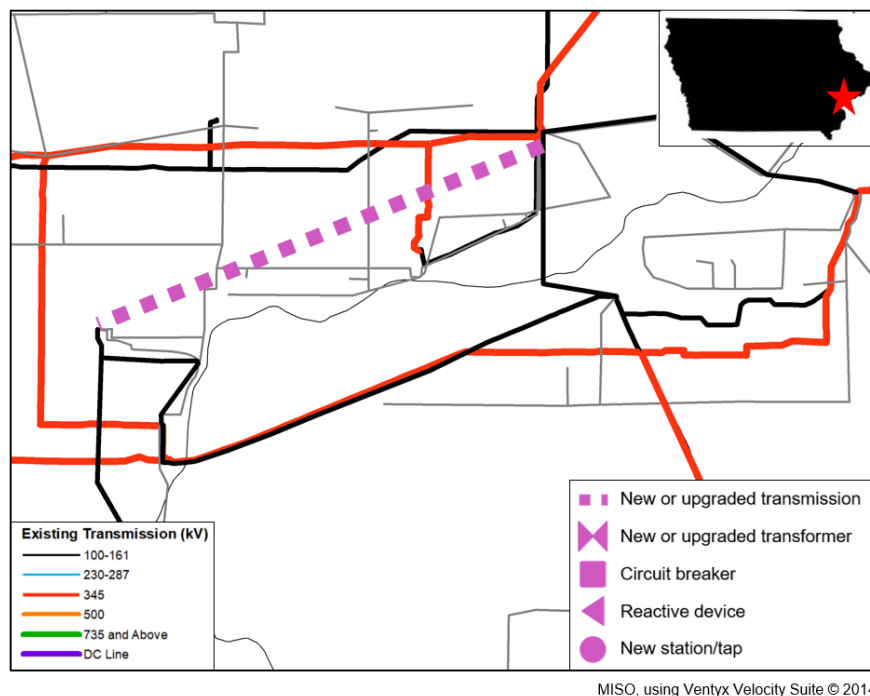 New or upgraded transmission
New or upgraded transformer
Circuit breaker
Reactive device
New station/tap
Existing Transmission (kV)
100-161
230-287
345
500
735 and Above
DC Line
MISO, using Ventyx Velocity Suite © 2014